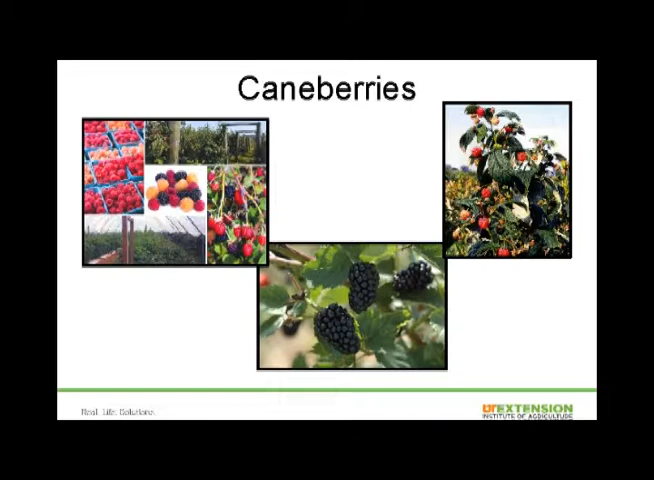 Caneberries
Real. Life. Solutions.
UTEXTENSION
INSTITUTE OF AGRICULTURE